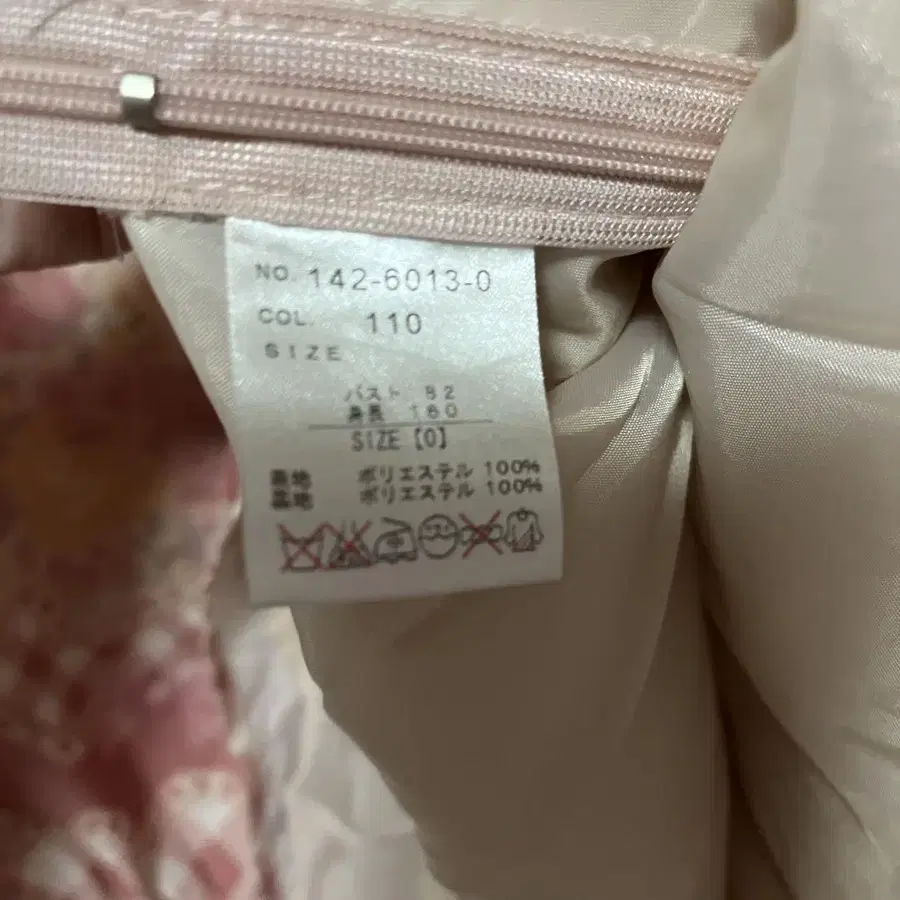 NO. 142-6013-0
COL. 110
SIZE
バスト 82
身長 160
SIZE [0]
表地 ポリエステル 100%
裏地 ポリエステル 100%